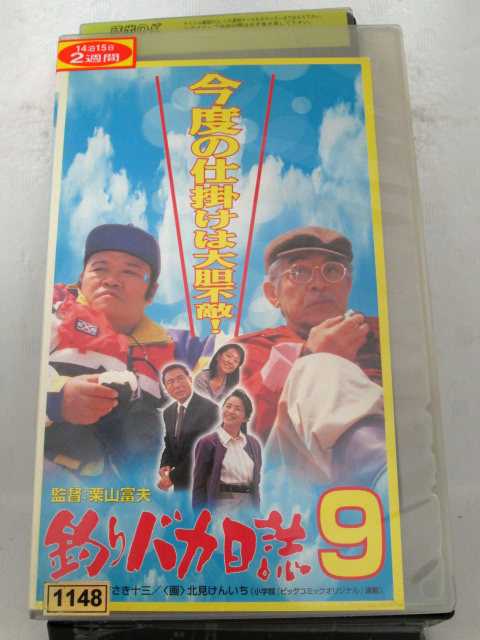 14泊15日
2週間
今度の仕掛けは大胆不敵!
監督:栗山富夫
釣りバカ日誌 9
1148
さき十三/〈画〉北見けんいち(小学館「ビッグコミックオリジナル」連載)